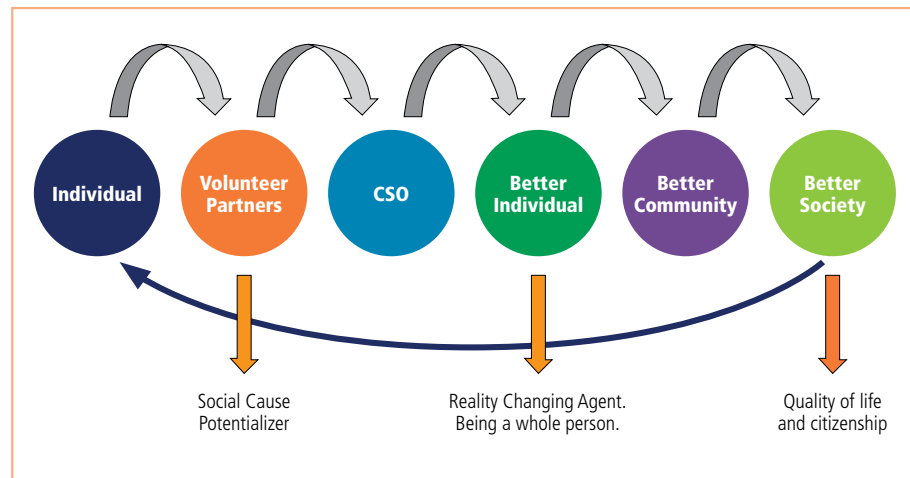 Individual
Volunteer
Partners
CSO
Better
Individual
Better
Community
Better
Society
Social Cause
Potentializer
Reality Changing Agent.
Being a whole person.
Quality of life
and citizenship